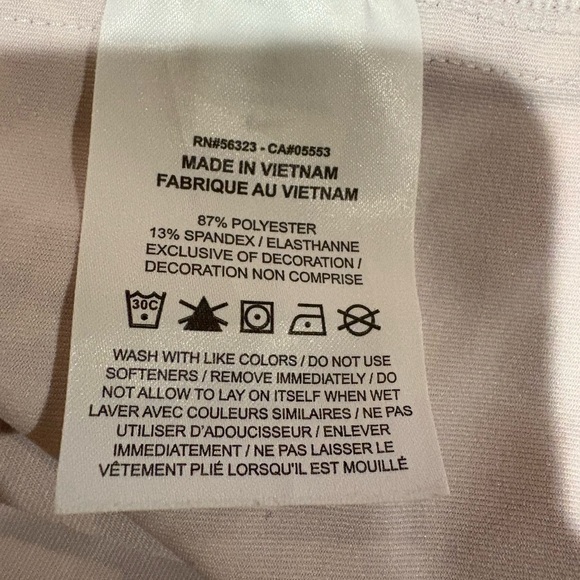 RN#56323 - CA#05553
MADE IN VIETNAM
FABRIQUE AU VIETNAM
87% POLYESTER
13% SPANDEX / ELASTHANNE
EXCLUSIVE OF DECORATION /
DECORATION NON COMPRISE
30C
WASH WITH LIKE COLORS / DO NOT USE
SOFTENERS / REMOVE IMMEDIATELY / DO
NOT ALLOW TO LAY ON ITSELF WHEN WET
LAVER AVEC COULEURS SIMILAIRES / NE PAS
UTILISER D'ADOUCISSEUR / ENLEVER
IMMEDIATEMENT / NE PAS LAISSER LE
VÊTEMENT PLIÉ LORSQU'IL EST MOUILLÉ